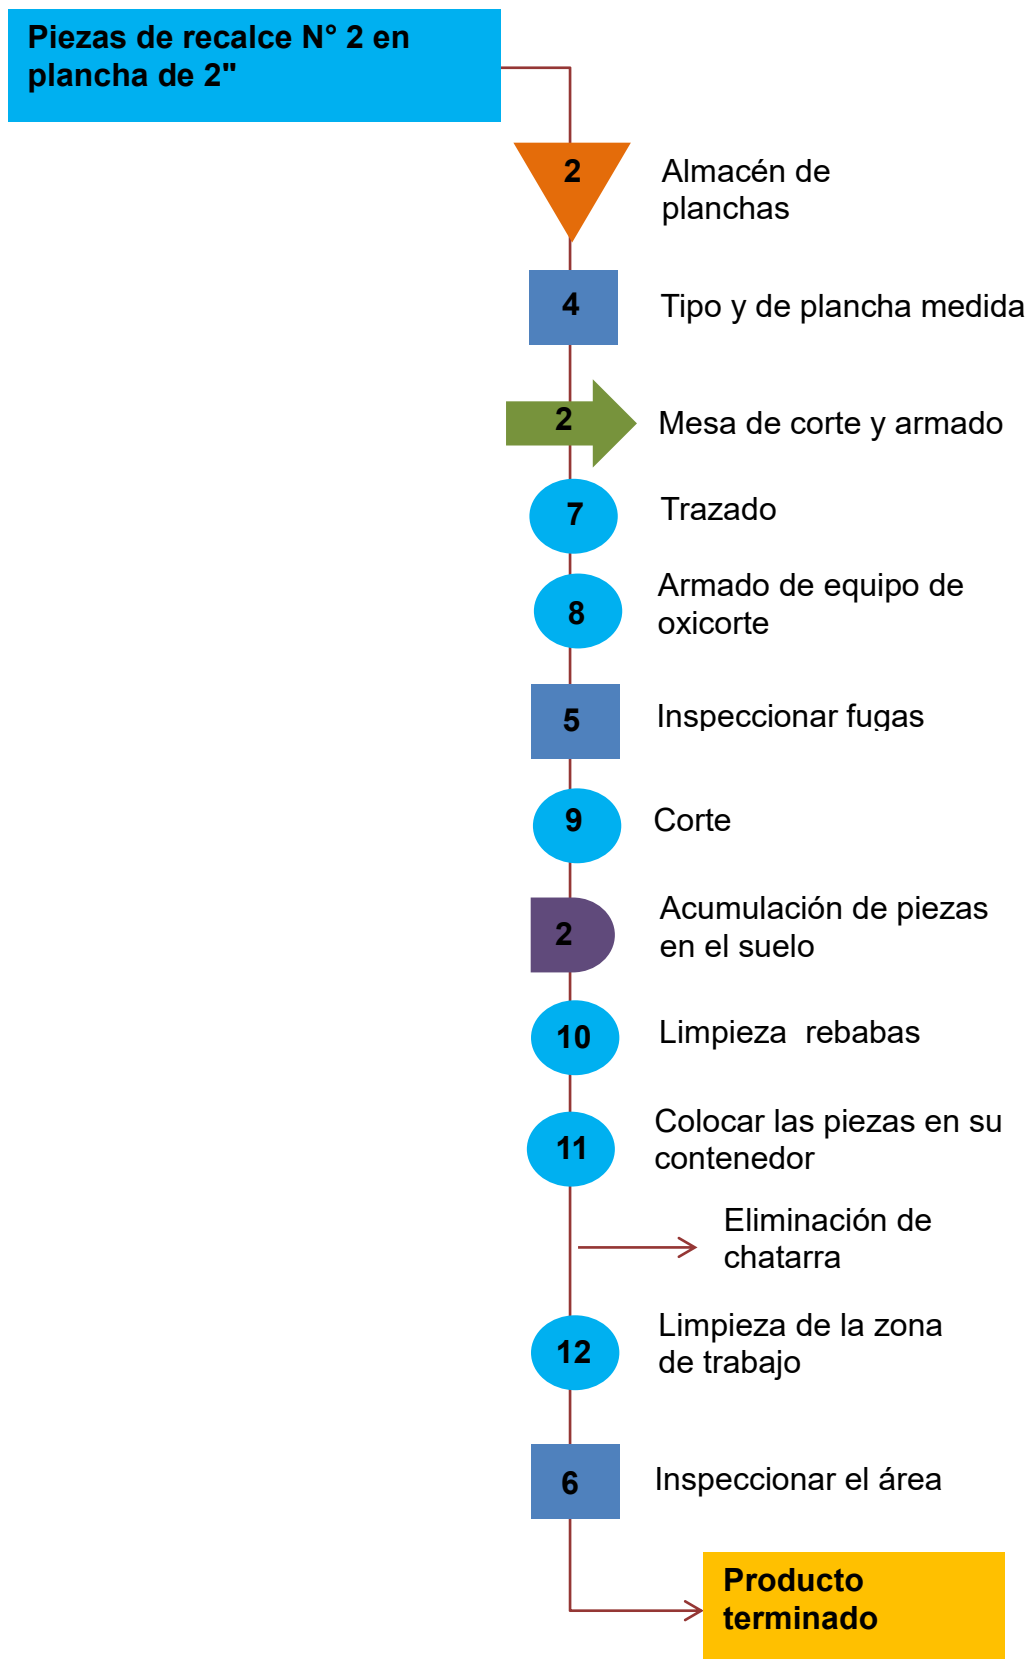 Piezas de recalce N° 2 en
plancha de 2"
2
Almacén de
planchas
4
Tipo y de plancha medida
2
Mesa de corte y armado
7
Trazado
8
Armado de equipo de
oxicorte
5
Inspeccionar fugas
9
Corte
2
Acumulación de piezas
en el suelo
10
Limpieza  rebabas
11
Colocar las piezas en su
contenedor
Eliminación de
chatarra
12
Limpieza de la zona
de trabajo
6
Inspeccionar el área
Producto
terminado